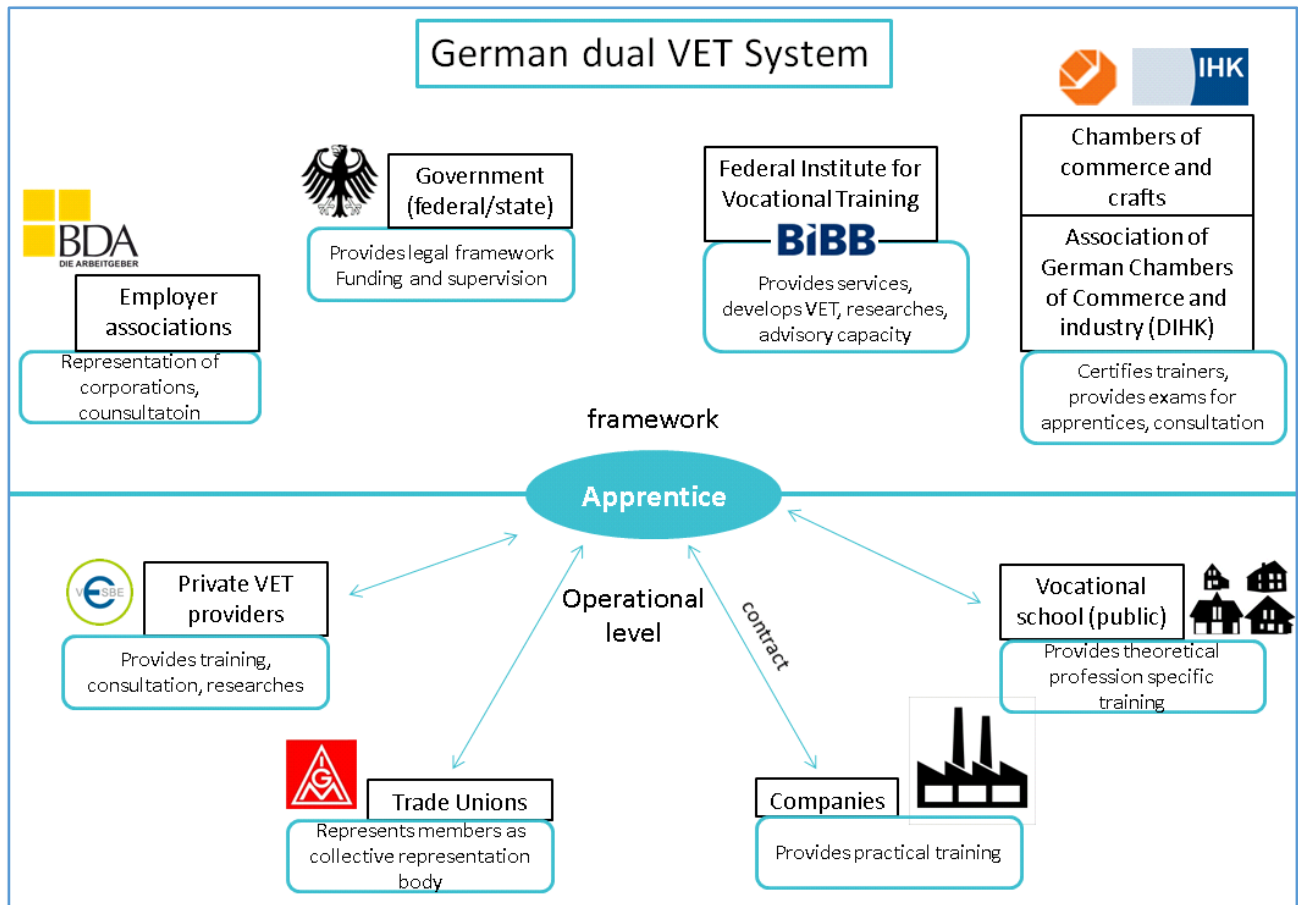 German dual VET System
IHK
Chambers of
commerce and
crafts
Association of
German Chambers
of Commerce and
industry (DIHK)
Certifies trainers,
provides exams for
apprentices, consultation
Federal Institute for
Vocational Training
BiBB
Provides services,
develops VET, researches,
advisory capacity
Government
(federal/state)
Provides legal framework
Funding and supervision
BDA
DIE ARBEITGEBER
Employer
associations
Representation of
corporations,
counsultatoin
framework
Apprentice
Operational
level
contract
VESBE
Private VET
providers
Provides training,
consultation, researches
Vocational
school (public)
Provides theoretical
profession specific
training
IGM
Trade Unions
Represents members as
collective representation
body
Companies
Provides practical training